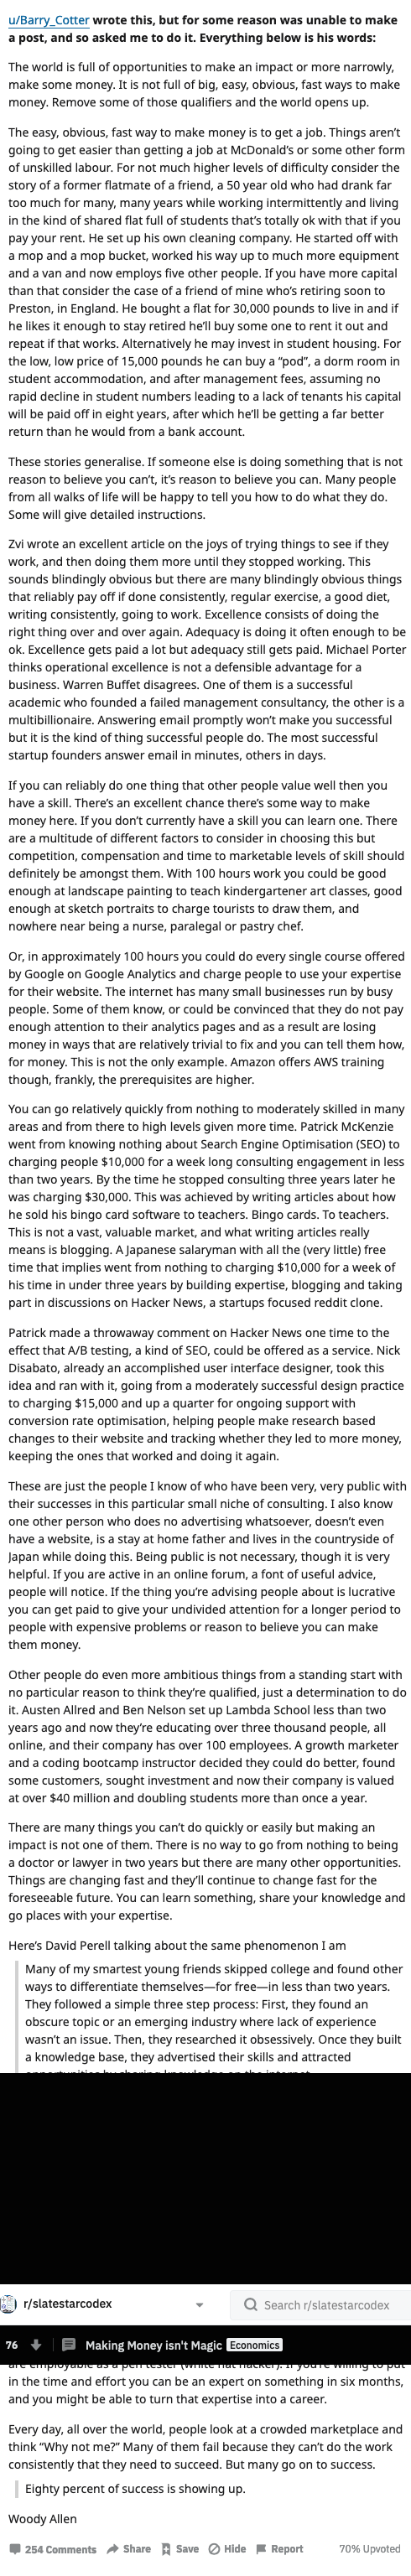 u/Barry_Cotter wrote this, but for some reason was unable to make
a post, and so asked me to do it. Everything below is his words:
The world is full of opportunities to make an impact or more narrowly,
make some money. It is not full of big, easy, obvious, fast ways to make
money. Remove some of those qualifiers and the world opens up.
The easy, obvious, fast way to make money is to get a job. Things aren’t
going to get easier than getting a job at McDonald’s or some other form
of unskilled labour. For not much higher levels of difficulty consider the
story of a former flatmate of a friend, a 50 year old who had drank far
too much for many, many years while working intermittently and living
in the kind of shared flat full of students that’s totally ok with that if you
pay your rent. He set up his own cleaning company. He started off with
a mop and a mop bucket, worked his way up to much more equipment
and a van and now employs five other people. If you have more capital
than that consider the case of a friend of mine who’s retiring soon to
Preston, in England. He bought a flat for 30,000 pounds to live in and if
he likes it enough to stay retired he’ll buy some one to rent it out and
repeat if that works. Alternatively he may invest in student housing. For
the low, low price of 15,000 pounds he can buy a “pod”, a dorm room in
student accommodation, and after management fees, assuming no
rapid decline in student numbers leading to a lack of tenants his capital
will be paid off in eight years, after which he’ll be getting a far better
return than he would from a bank account.
These stories generalise. If someone else is doing something that is not
reason to believe you can’t, it’s reason to believe you can. Many people
from all walks of life will be happy to tell you how to do what they do.
Some will give detailed instructions.
Zvi wrote an excellent article on the joys of trying things to see if they
work, and then doing them more until they stopped working. This
sounds blindingly obvious but there are many blindingly obvious things
that reliably pay off if done consistently, regular exercise, a good diet,
writing consistently, going to work. Excellence consists of doing the
right thing over and over again. Adequacy is doing it often enough to be
ok. Excellence gets paid a lot but adequacy still gets paid. Michael Porter
thinks operational excellence is not a defensible advantage for a
business. Warren Buffet disagrees. One of them is a successful
academic who founded a failed management consultancy, the other is a
multibillionaire. Answering email promptly won’t make you successful
but it is the kind of thing successful people do. The most successful
startup founders answer email in minutes, others in days.
If you can reliably do one thing that other people value well then you
have a skill. There’s an excellent chance there’s some way to make
money here. If you don’t currently have a skill you can learn one. There
are a multitude of different factors to consider in choosing this but
competition, compensation and time to marketable levels of skill should
definitely be amongst them. With 100 hours work you could be good
enough at landscape painting to teach kindergartener art classes, good
enough at sketch portraits to charge tourists to draw them, and
nowhere near being a nurse, paralegal or pastry chef.
Or, in approximately 100 hours you could do every single course offered
by Google on Google Analytics and charge people to use your expertise
for their website. The internet has many small businesses run by busy
people. Some of them know, or could be convinced that they do not pay
enough attention to their analytics pages and as a result are losing
money in ways that are relatively trivial to fix and you can tell them how,
for money. This is not the only example. Amazon offers AWS training
though, frankly, the prerequisites are higher.
You can go relatively quickly from nothing to moderately skilled in many
areas and from there to high levels given more time. Patrick McKenzie
went from knowing nothing about Search Engine Optimisation (SEO) to
charging people $10,000 for a week long consulting engagement in less
than two years. By the time he stopped consulting three years later he
was charging $30,000. This was achieved by writing articles about how
he sold his bingo card software to teachers. Bingo cards. To teachers.
This is not a vast, valuable market, and what writing articles really
means is blogging. A Japanese salaryman with all the (very little) free
time that implies went from nothing to charging $10,000 for a week of
his time in under three years by building expertise, blogging and taking
part in discussions on Hacker News, a startups focused reddit clone.
Patrick made a throwaway comment on Hacker News one time to the
effect that A/B testing, a kind of SEO, could be offered as a service. Nick
Disabato, already an accomplished user interface designer, took this
idea and ran with it, going from a moderately successful design practice
to charging $15,000 and up a quarter for ongoing support with
conversion rate optimisation, helping people make research based
changes to their website and tracking whether they led to more money,
keeping the ones that worked and doing it again.
These are just the people I know of who have been very, very public with
their successes in this particular small niche of consulting. I also know
one other person who does no advertising whatsoever, doesn’t even
have a website, is a stay at home father and lives in the countryside of
Japan while doing this. Being public is not necessary, though it is very
helpful. If you are active in an online forum, a font of useful advice,
people will notice. If the thing you’re advising people about is lucrative
you can get paid to give your undivided attention for a longer period to
people with expensive problems or reason to believe you can make
them money.
Other people do even more ambitious things from a standing start with
no particular reason to think they’re qualified, just a determination to do
it. Austen Allred and Ben Nelson set up Lambda School less than two
years ago and now they’re educating over three thousand people, all
online, and their company has over 100 employees. A growth marketer
and a coding bootcamp instructor decided they could do better, found
some customers, sought investment and now their company is valued
at over $40 million and doubling students more than once a year.
There are many things you can’t do quickly or easily but making an
impact is not one of them. There is no way to go from nothing to being
a doctor or lawyer in two years but there are many other opportunities.
Things are changing fast and they’ll continue to change fast for the
foreseeable future. You can learn something, share your knowledge and
go places with your expertise.
Here’s David Perell talking about the same phenomenon I am
Many of my smartest young friends skipped college and found other
ways to differentiate themselves—for free—in less than two years.
They followed a simple three step process: First, they found an
obscure topic or an emerging industry where lack of experience
wasn’t an issue. Then, they researched it obsessively. Once they built
a knowledge base, they advertised their skills and attracted
opportunities by sharing knowledge on the internet.
r/slatestarcodex
Search r/slatestarcodex
76 Making Money isn't Magic Economics
are employable as a pen tester (white hat hacker). If you’re willing to put
in the time and effort you can be an expert on something in six months,
and you might be able to turn that expertise into a career.
Every day, all over the world, people look at a crowded marketplace and
think “Why not me?” Many of them fail because they can’t do the work
consistently that they need to succeed. But many go on to success.
Eighty percent of success is showing up.
Woody Allen
254 Comments Share Save Hide Report 70% Upvoted